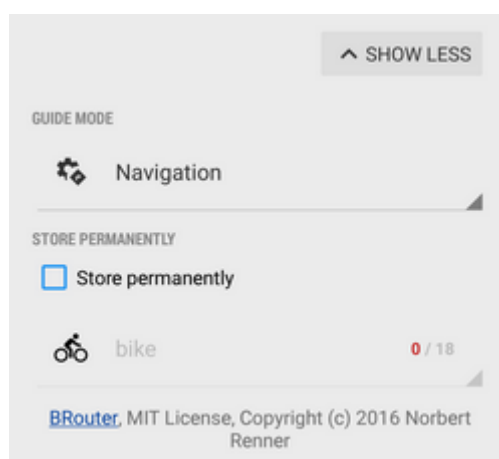 SHOW LESS
GUIDE MODE
Navigation
STORE PERMANENTLY
Store permanently
bike 0 / 18
BRouter, MIT License, Copyright (c) 2016 Norbert
Renner